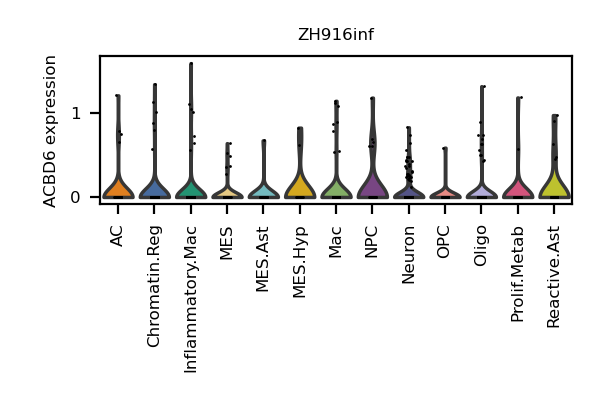 ZH916inf
ACBD6 expression
1
0
AC
Chromatin.Reg
Inflammatory.Mac
MES
MES.Ast
MES.Hyp
Mac
NPC
Neuron
OPC
Oligo
Prolif.Metab
Reactive.Ast